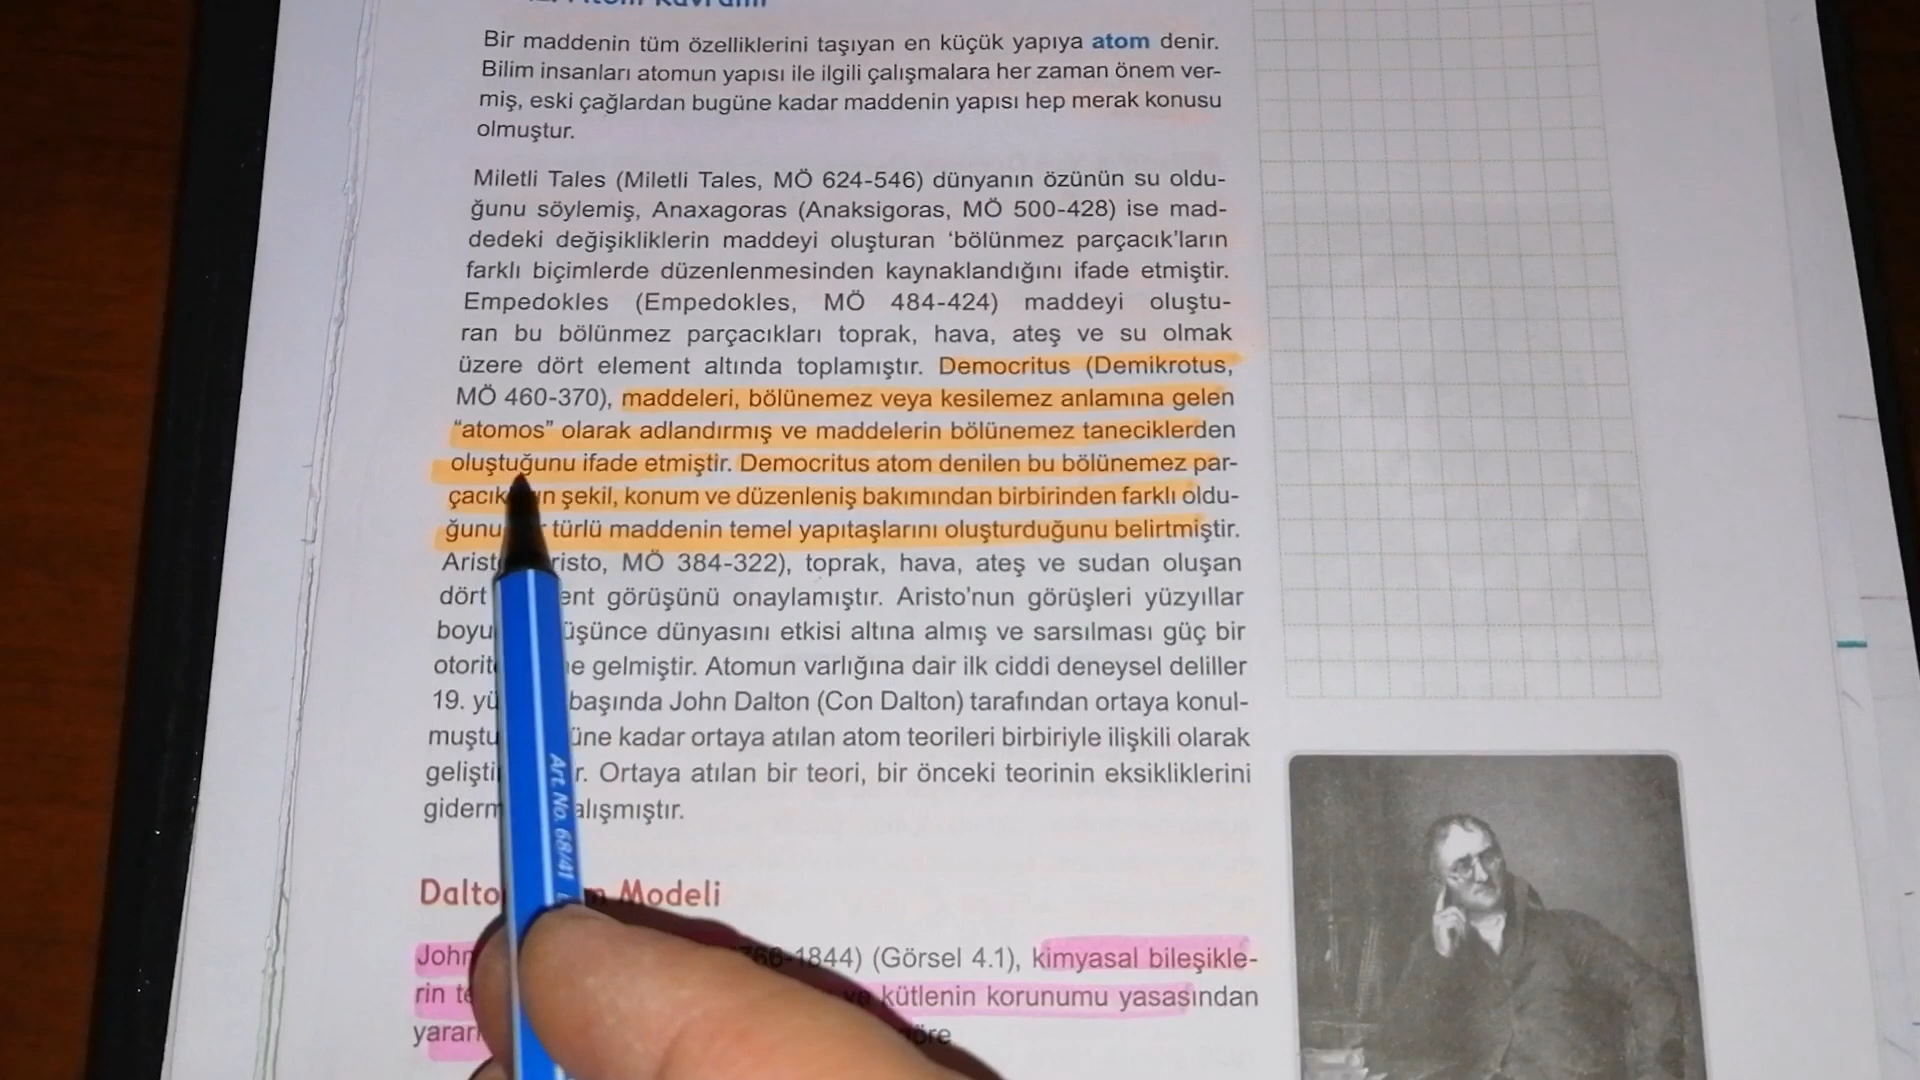 Atom Kavramı
Bir maddenin tüm özelliklerini taşıyan en küçük yapıya atom denir.
Bilim insanları atomun yapısı ile ilgili çalışmalara her zaman önem ver-
miş, eski çağlardan bugüne kadar maddenin yapısı hep merak konusu
olmuştur.
Miletli Tales (Miletli Tales, MÖ 624-546) dünyanın özünün su oldu-
ğunu söylemiş, Anaxagoras (Anaksigoras, MÖ 500-428) ise mad-
dedeki değişikliklerin maddeyi oluşturan ‘bölünmez parçacık’ların
farklı biçimlerde düzenlenmesinden kaynaklandığını ifade etmiştir.
Empedokles (Empedokles, MÖ 484-424) maddeyi oluştu-
ran bu bölünmez parçacıkları toprak, hava, ateş ve su olmak
üzere dört element altında toplamıştır. Democritus (Demikrotus,
MÖ 460-370), maddeleri, bölünemez veya kesilemez anlamına gelen
“atomos” olarak adlandırmış ve maddelerin bölünemez taneciklerden
oluştuğunu ifade etmiştir. Democritus atom denilen bu bölünemez par-
şekil, konum ve düzenleniş bakımından birbirinden farklı oldu-
ğunu türlü maddenin temel yapıtaşlarını oluşturduğunu belirtmiştir.
MÖ 384-322), toprak, hava, ateş ve sudan oluşan
dört görüşünü onaylamıştır. Aristo’nun görüşleri yüzyıllar
dünyasını etkisi altına almış ve sarsılması güç bir
gelmiştir. Atomun varlığına dair ilk ciddi deneysel deliller
19. başında John Dalton (Con Dalton) tarafından ortaya konul-
kadar ortaya atılan atom teorileri birbiriyle ilişkili olarak
Ortaya atılan bir teori, bir önceki teorinin eksikliklerini
Modeli
John 1844) (Görsel 4.1), kimyasal bileşikle-
rin ve kütlenin korunumu yasasından
Art. No. 68/41